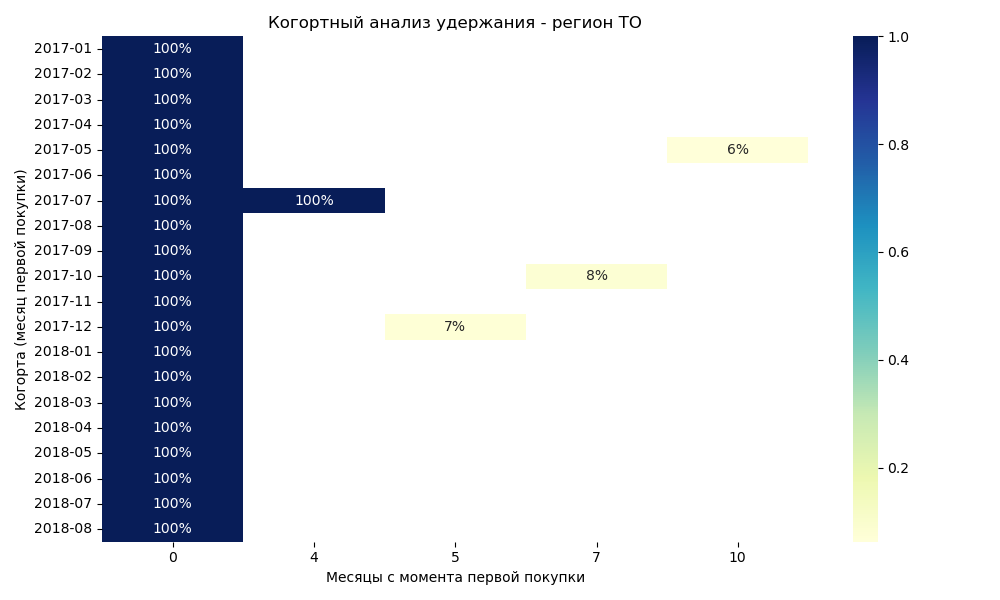 Когортный анализ удержания - регион TO
Когорта (месяц первой покупки)
2017-01 100%
2017-02 100%
2017-03 100%
2017-04 100%
2017-05 100% 6%
2017-06 100%
2017-07 100% 100%
2017-08 100%
2017-09 100%
2017-10 100% 8%
2017-11 100%
2017-12 100% 7%
2018-01 100%
2018-02 100%
2018-03 100%
2018-04 100%
2018-05 100%
2018-06 100%
2018-07 100%
2018-08 100%
0 4 5 7 10
Месяцы с момента первой покупки
1.0
0.8
0.6
0.4
0.2